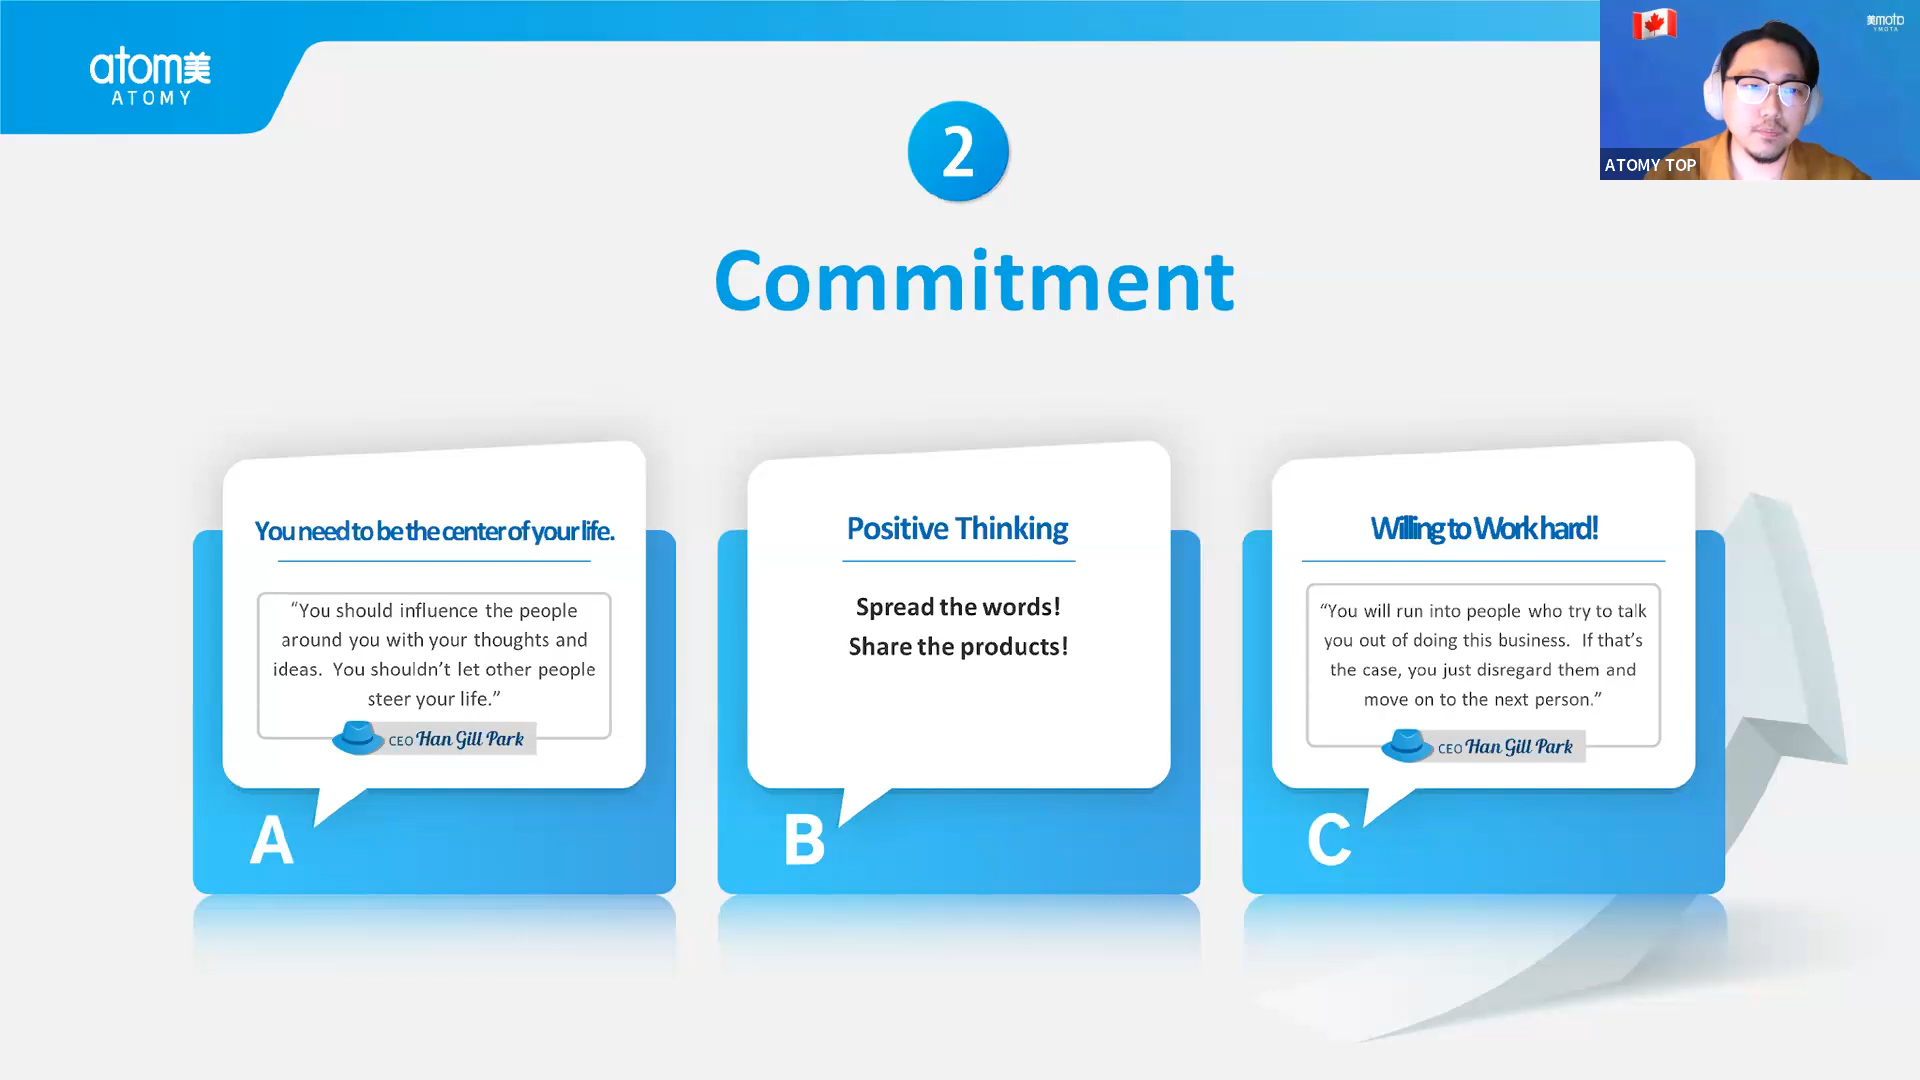 atom美
ATOMY
2
Commitment
You need to be the center of your life.
“You should influence the people
around you with your thoughts and
ideas. You shouldn’t let other people
steer your life.”
CEO Han Gill Park
A
Positive Thinking
Spread the words!
Share the products!
B
Willing to Work hard!
“You will run into people who try to talk
you out of doing this business. If that’s
the case, you just disregard them and
move on to the next person.”
CEO Han Gill Park
C
ATOMY TOP